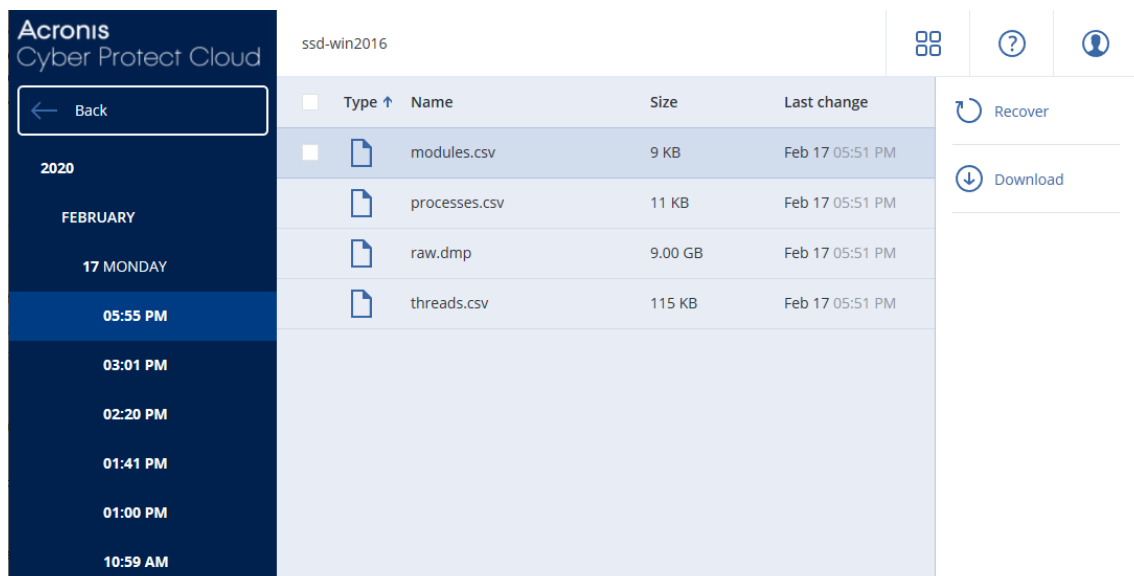 Acronis
Cyber Protect Cloud
ssd-win2016
?
Back
2020
FEBRUARY
17 MONDAY
05:55 PM
03:01 PM
02:20 PM
01:41 PM
01:00 PM
10:59 AM
Type Name Size Last change
modules.csv 9 KB Feb 17 05:51 PM
processes.csv 11 KB Feb 17 05:51 PM
raw.dmp 9.00 GB Feb 17 05:51 PM
threads.csv 115 KB Feb 17 05:51 PM
Recover
Download